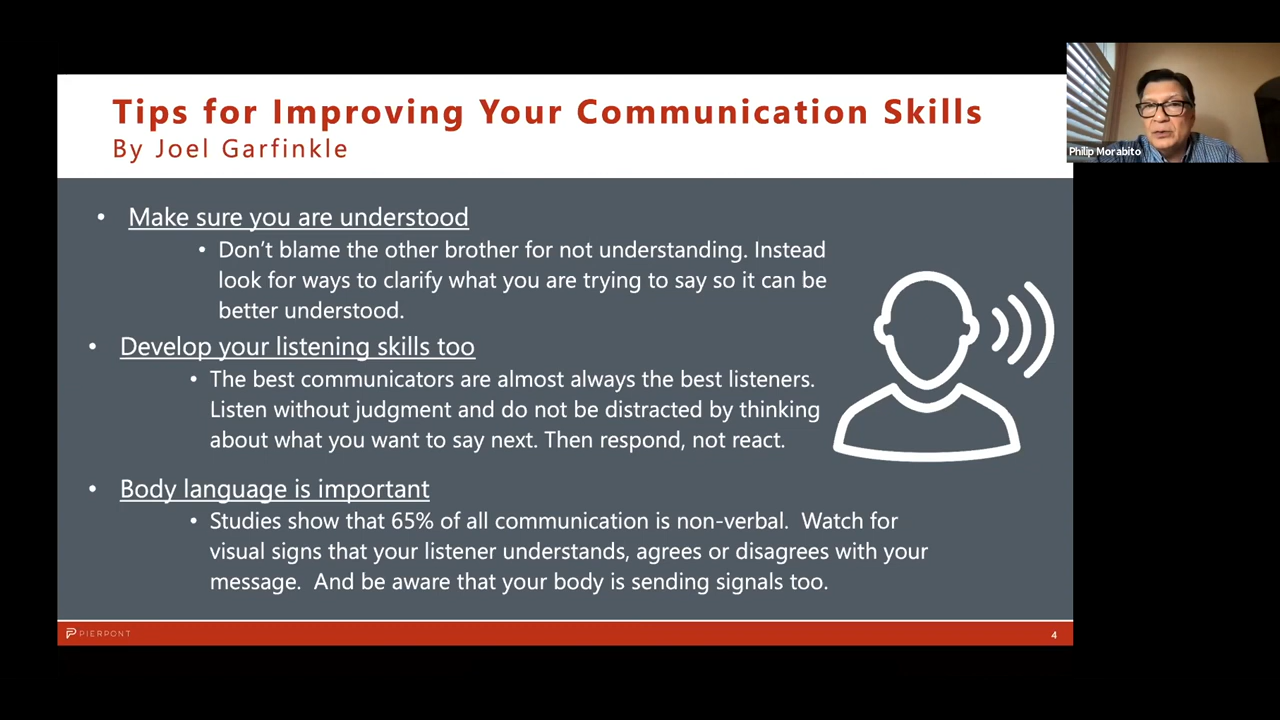 Tips for Improving Your Communication Skills
By Joel Garfinkle
Philip Morabito
• Make sure you are understood
• Don’t blame the other brother for not understanding. Instead
look for ways to clarify what you are trying to say so it can be
better understood.
• Develop your listening skills too
• The best communicators are almost always the best listeners.
Listen without judgment and do not be distracted by thinking
about what you want to say next. Then respond, not react.
• Body language is important
• Studies show that 65% of all communication is non-verbal.  Watch for
visual signs that your listener understands, agrees or disagrees with your
message.  And be aware that your body is sending signals too.
PIERPONT
4